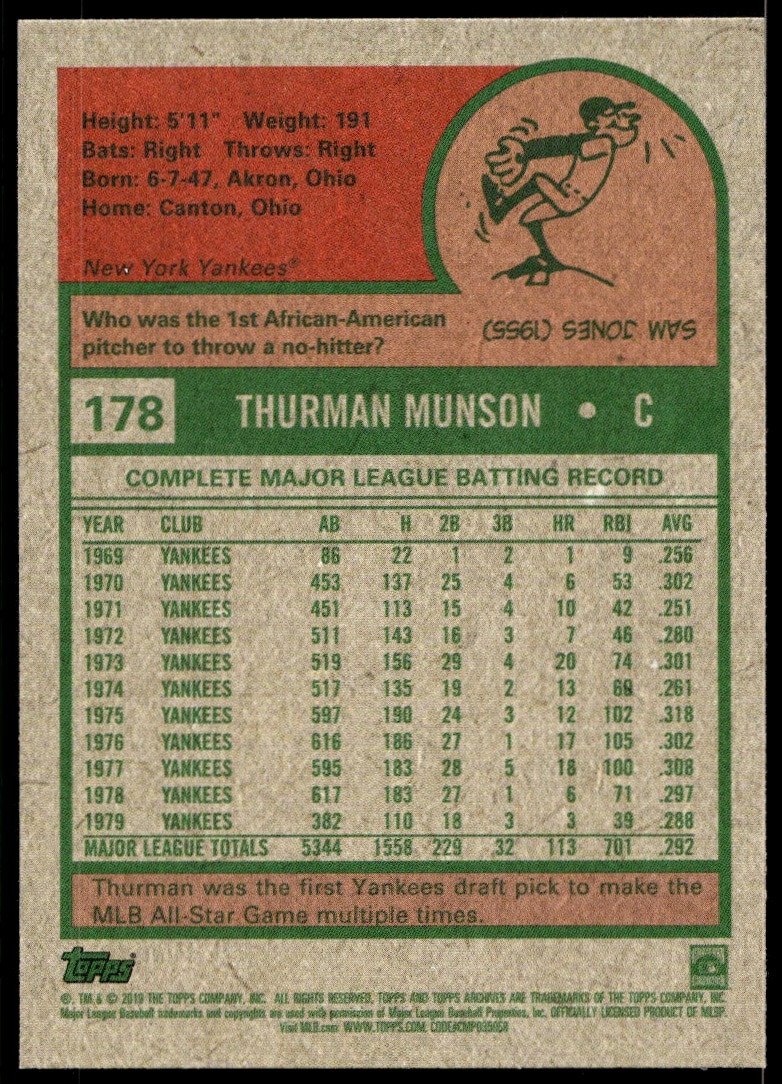 Height: 5'11" Weight: 191
Bats: Right Throws: Right
Born: 6-7-47, Akron, Ohio
Home: Canton, Ohio
New York Yankees®
Who was the 1st African-American
pitcher to throw a no-hitter?
SAM JONES (1955)
178 THURMAN MUNSON • C
COMPLETE MAJOR LEAGUE BATTING RECORD
YEAR CLUB AB H 2B 3B HR RBI AVG
1969 YANKEES 86 22 1 2 1 9 .256
1970 YANKEES 453 137 25 4 6 53 .302
1971 YANKEES 451 113 15 4 10 42 .251
1972 YANKEES 511 143 16 3 7 46 .280
1973 YANKEES 519 156 29 4 20 74 .301
1974 YANKEES 517 135 19 2 13 60 .261
1975 YANKEES 597 190 24 3 12 102 .318
1976 YANKEES 616 186 27 1 17 105 .302
1977 YANKEES 595 183 28 5 18 100 .308
1978 YANKEES 617 183 27 1 6 71 .297
1979 YANKEES 382 110 18 3 3 39 .288
MAJOR LEAGUE TOTALS 5344 1558 229 32 113 701 .292
Thurman was the first Yankees draft pick to make the
MLB All-Star Game multiple times.
topps
®, TM & © 2019 THE TOPPS COMPANY, INC. ALL RIGHTS RESERVED. TOPPS AND TOPPS ARCHIVES ARE TRADEMARKS OF THE TOPPS COMPANY, INC.
Major League Baseball trademarks and copyrights are used with permission of Major League Baseball Properties, Inc. OFFICIALLY LICENSED PRODUCT OF MLBP.
Visit MLB.com WWW.TOPPS.COM.